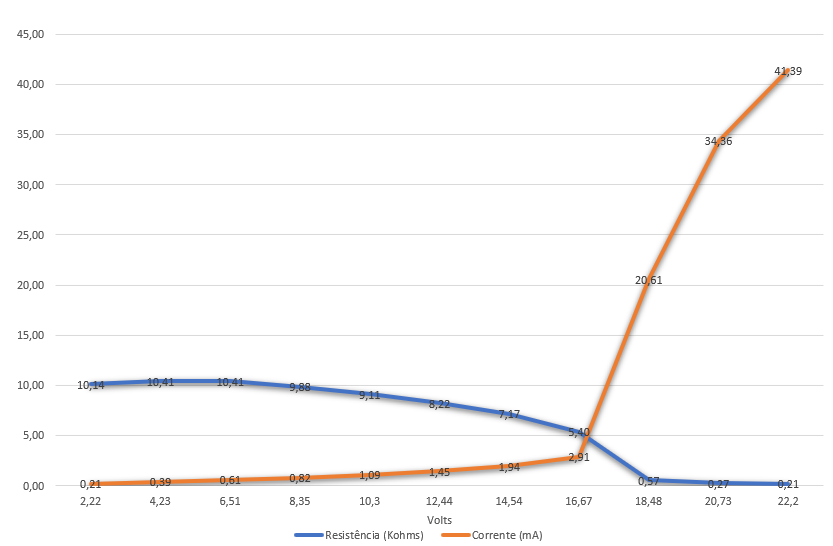 45,00
40,00
35,00
30,00
25,00
20,00
15,00
10,00
5,00
0,00
41,39
34,36
20,61
10,14 10,41 10,41 9,88 9,11 8,22 7,17 5,40 0,57 0,27 0,21
0,21 0,39 0,61 0,82 1,09 1,45 1,94 2,91
2,22 4,23 6,51 8,35 10,3 12,44 14,54 16,67 18,48 20,73 22,2
Volts
Resistência (Kohms) Corrente (mA)